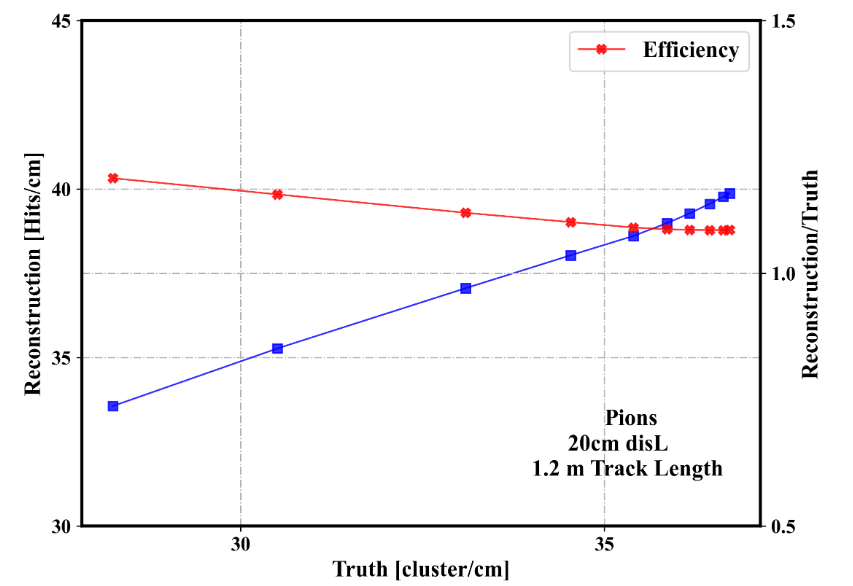 45
1.5
Efficiency
40
Reconstruction [Hits/cm]
1.0
Reconstruction/Truth
35
Pions
20cm disL
1.2 m Track Length
30
0.5
30
35
Truth [cluster/cm]